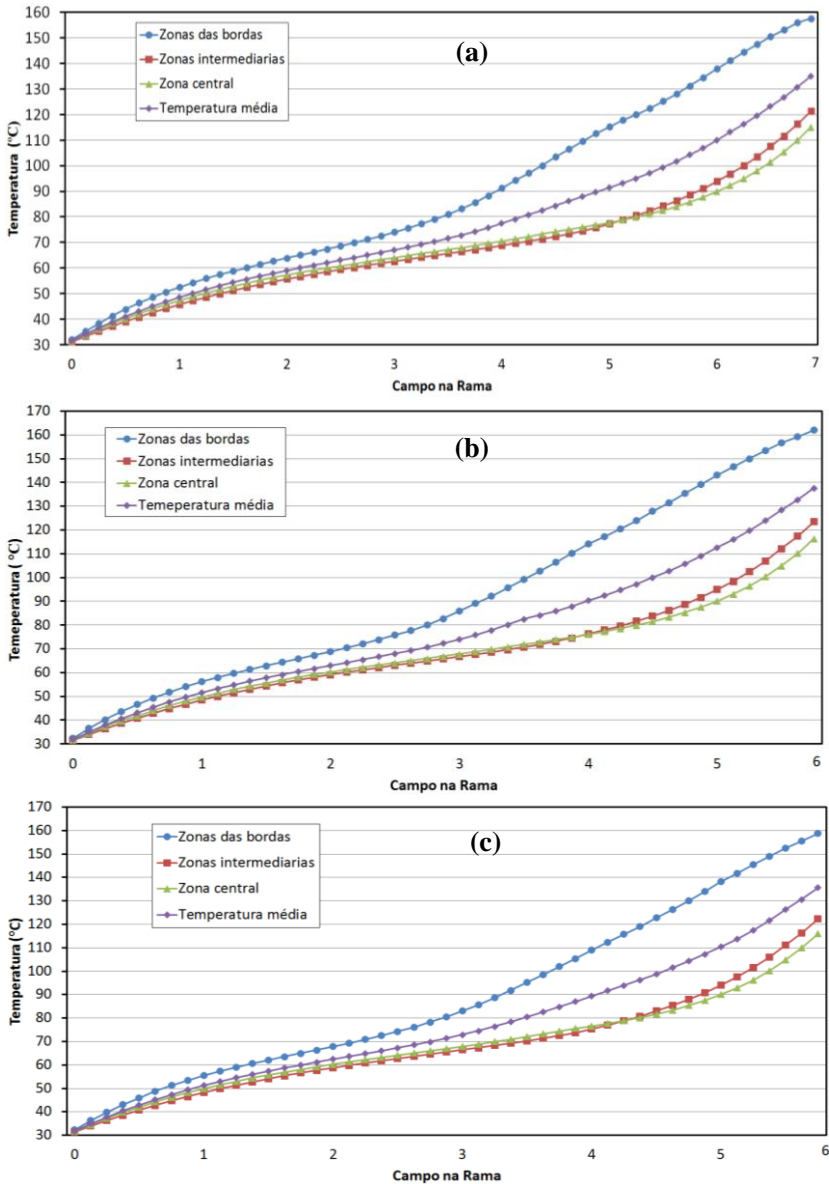 160
150
140
130
120
110
100
90
80
70
60
50
40
30
Temperatura (°C)
Zonas das bordas
Zonas intermediarias
Zona central
Temperatura média
(a)
0 1 2 3 4 5 6 7
Campo na Rama
170
160
150
140
130
120
110
100
90
80
70
60
50
40
30
Temeperatura ( °C)
Zonas das bordas
Zonas intermediarias
Zona central
Temeperatura média
(b)
0 1 2 3 4 5 6
Campo na Rama
170
160
150
140
130
120
110
100
90
80
70
60
50
40
30
Temperatura (°C)
Zonas das bordas
Zonas intermediarias
Zona central
Temperatura média
(c)
0 1 2 3 4 5 6
Campo na Rama